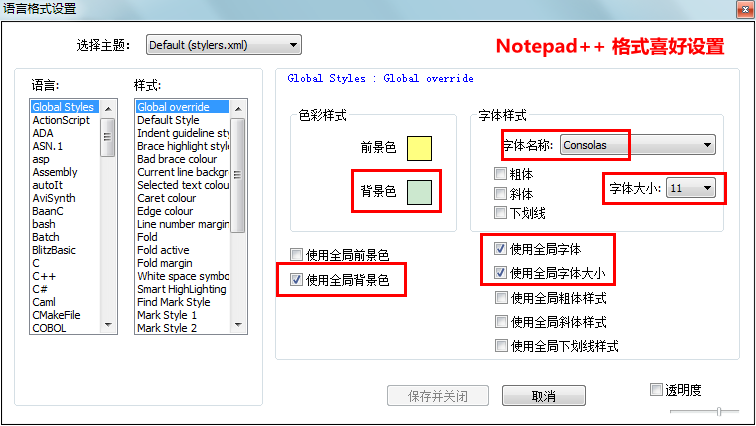 语言格式设置
选择主题: Default (stylers.xml)
Notepad++ 格式喜好设置
语言:
Global Styles
ActionScript
ADA
ASN.1
asp
Assembly
autoIt
AviSynth
BaanC
bash
Batch
BlitzBasic
C
C++
C#
Caml
CMakeFile
COBOL
样式:
Global override
Default Style
Indent guideline sty
Brace highlight style
Bad brace colour
Current line backgro
Selected text colour
Caret colour
Edge colour
Line number margin
Fold
Fold active
Fold margin
White space symbo
Smart HighLighting
Find Mark Style
Mark Style 1
Mark Style 2
Global Styles : Global override
色彩样式
前景色
背景色
使用全局前景色
使用全局背景色
字体样式
字体名称: Consolas
粗体
斜体
下划线
字体大小: 11
使用全局字体
使用全局字体大小
使用全局粗体样式
使用全局斜体样式
使用全局下划线样式
保存并关闭
取消
透明度